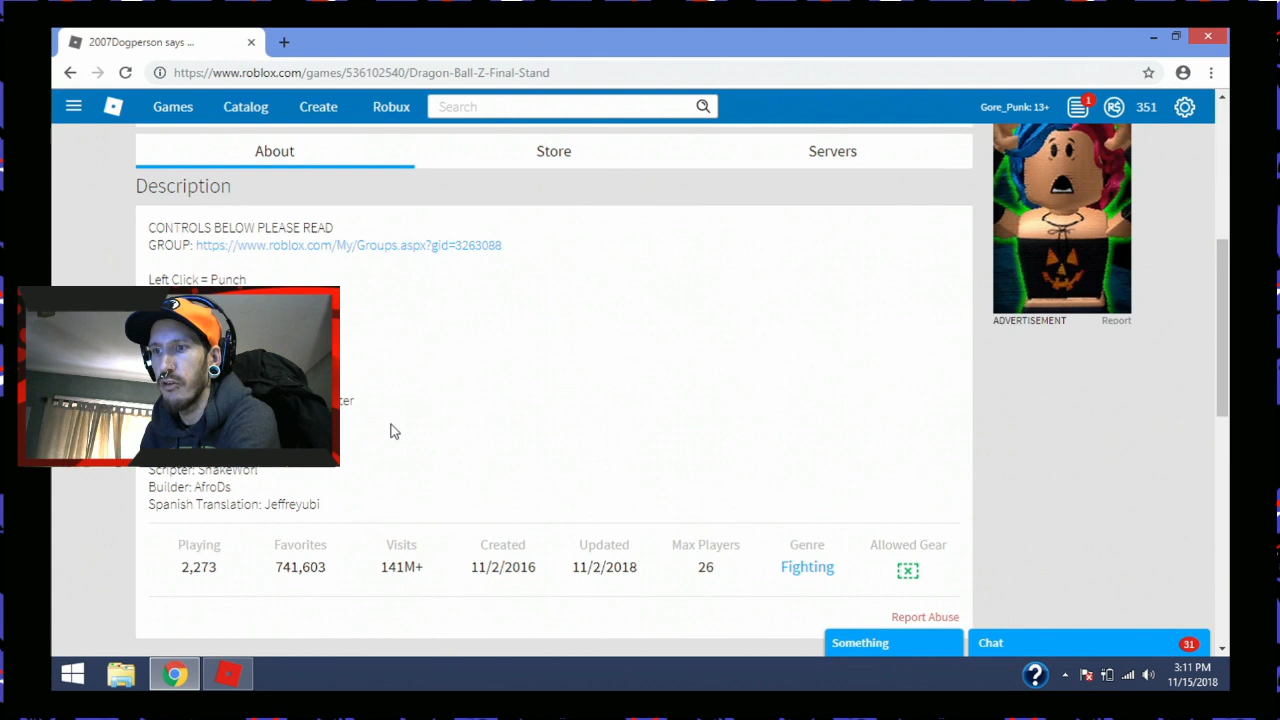 2007Dogperson says ...
https://www.roblox.com/games/536102540/Dragon-Ball-Z-Final-Stand
Games Catalog Create Robux Search Gore_Punk: 13+ 1 R$ 351
About Store Servers
Description
CONTROLS BELOW PLEASE READ
GROUP: https://www.roblox.com/My/Groups.aspx?gid=3263088
Left Click = Punch
ADVERTISEMENT Report
ter
Scripter: SnakeWorl
Builder: AfroDs
Spanish Translation: Jeffreyubi
Playing Favorites Visits Created Updated Max Players Genre Allowed Gear
2,273 741,603 141M+ 11/2/2016 11/2/2018 26 Fighting
Report Abuse
Something Chat 31
3:11 PM
11/15/2018